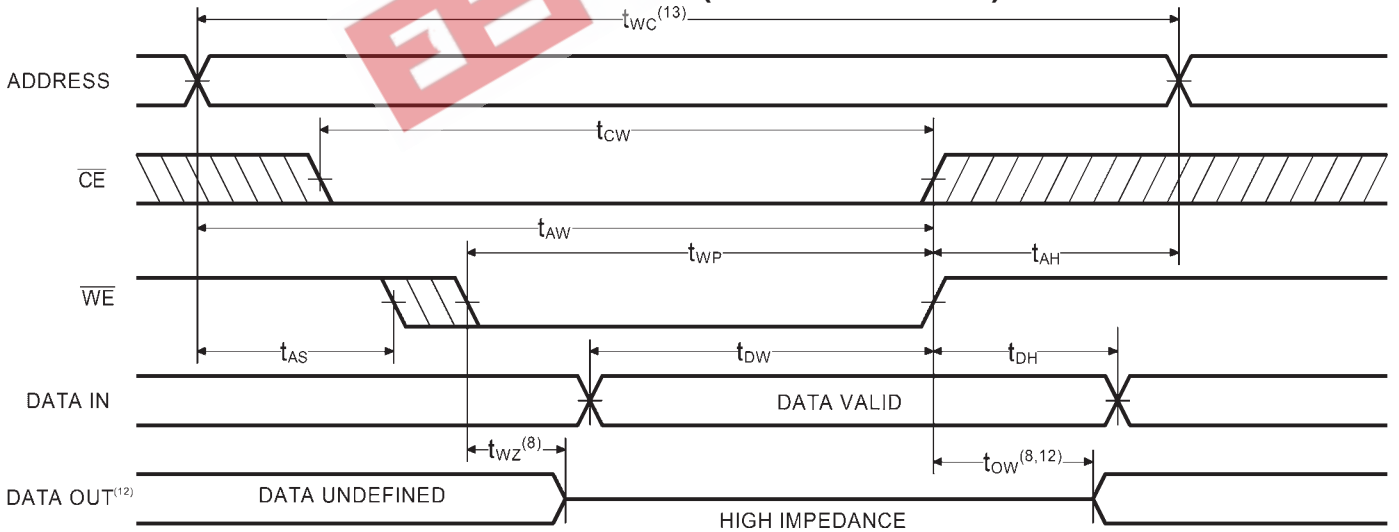 tWC(13)
ADDRESS
tCW
CE
tAW
tWP
tAH
WE
tAS
tDW
tDH
DATA IN
DATA VALID
tWZ(8)
tOW(8,12)
DATA OUT(12)
DATA UNDEFINED
HIGH IMPEDANCE